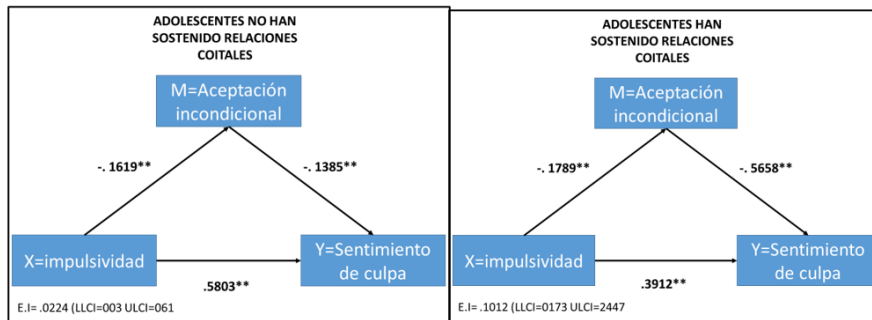 ADOLESCENTES NO HAN
SOSTENIDO RELACIONES
COITALES
M=Aceptación
incondicional
-. 1619**
-. 1385**
X=impulsividad
Y=Sentimiento
de culpa
.5803**
E.I= .0224 (LLCI=003 ULCI=061
ADOLESCENTES HAN
SOSTENIDO RELACIONES
COITALES
M=Aceptación
incondicional
-. 1789**
-. 5658**
X=impulsividad
Y=Sentimiento
de culpa
.3912**
E.I= .1012 (LLCI=0173 ULCI=2447